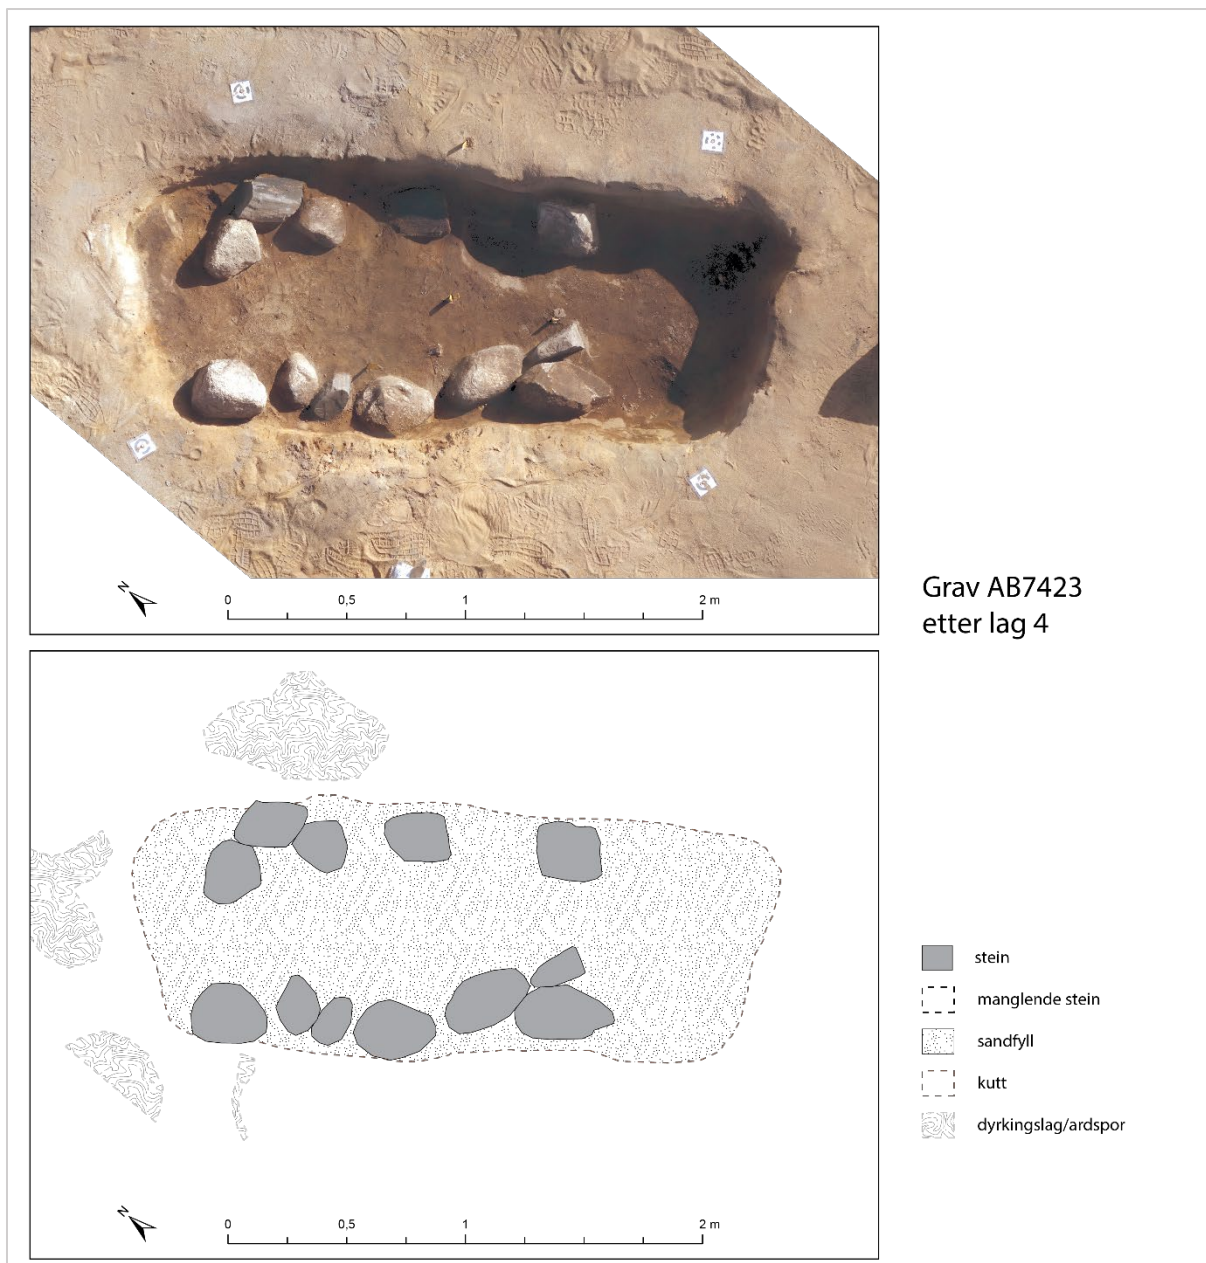 N
0 0,5 1 2 m
Grav AB7423
etter lag 4
stein
manglende stein
sandfyll
kutt
dyrkingslag/ardspor
N
0 0,5 1 2 m